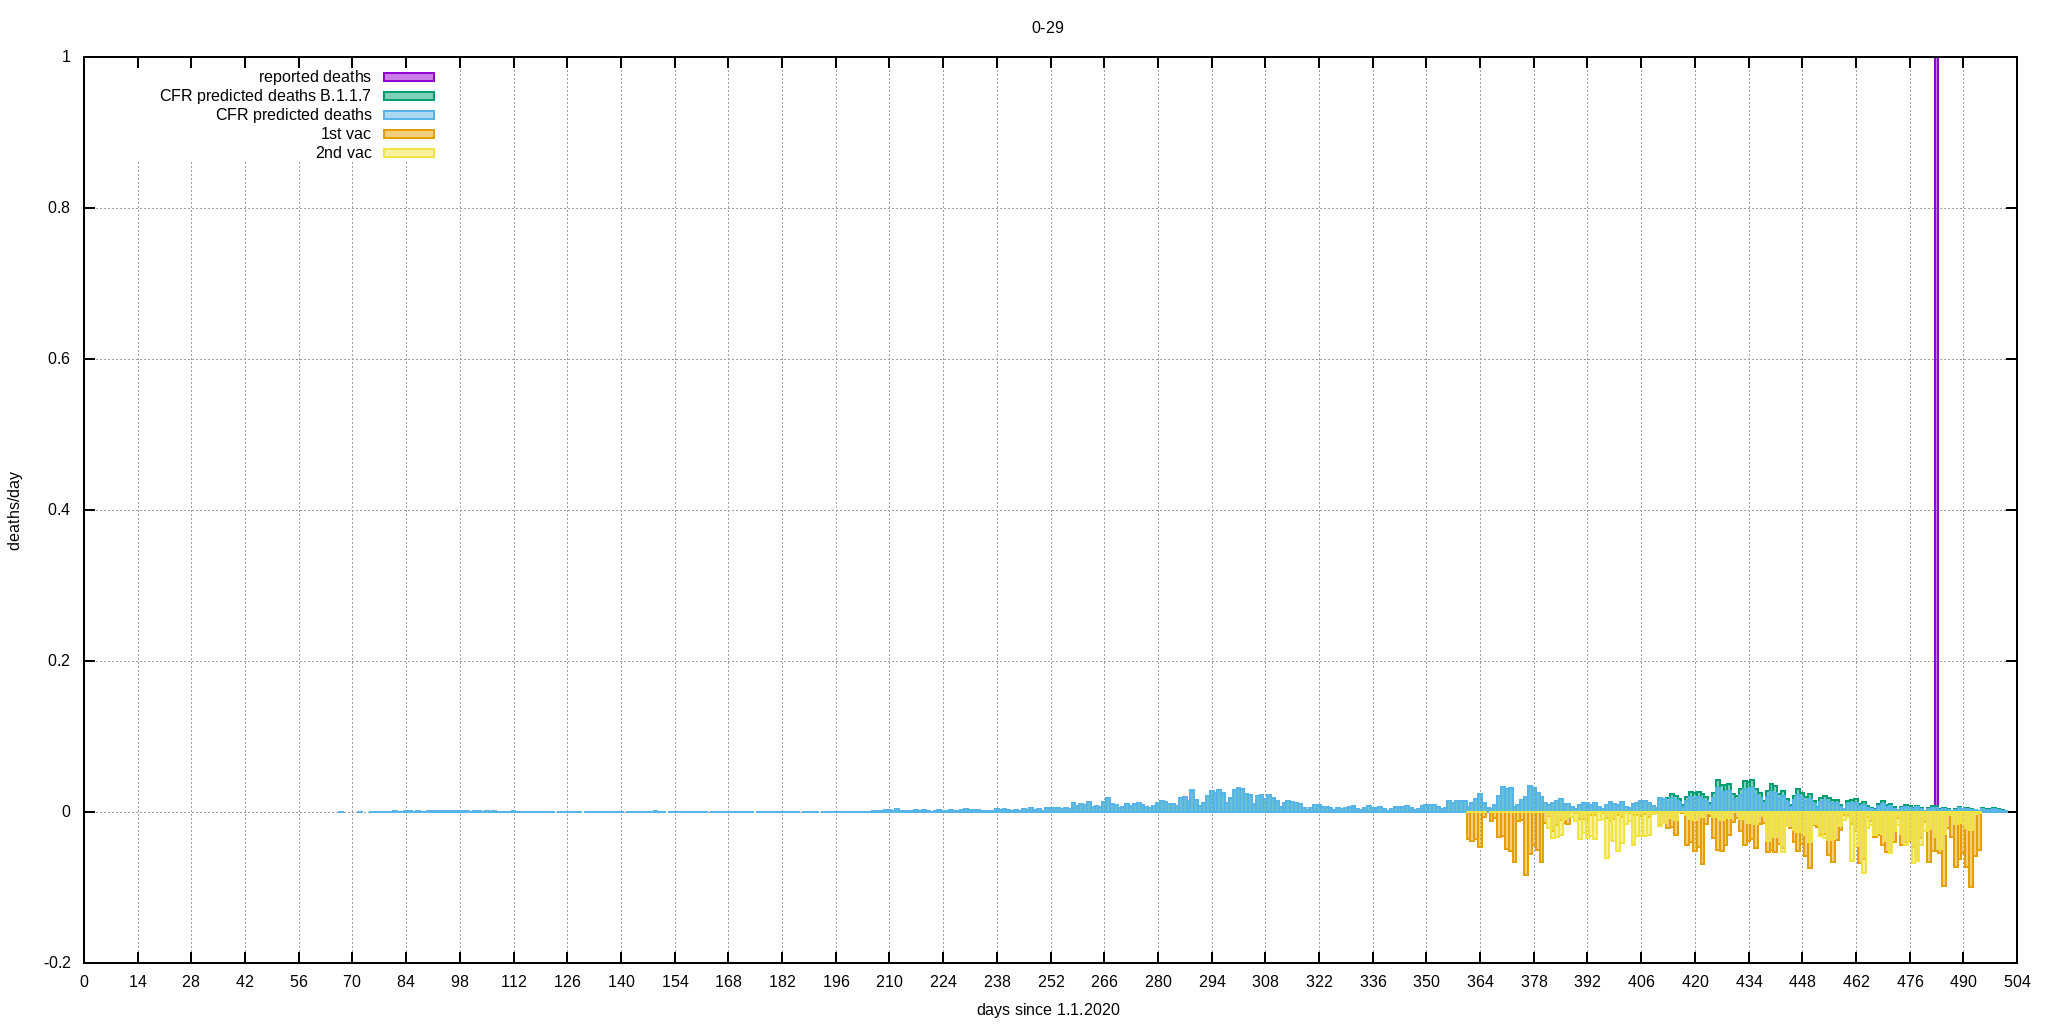 0-29
1
reported deaths
CFR predicted deaths B.1.1.7
CFR predicted deaths
1st vac
2nd vac
0.8
0.6
0.4
0.2
0
-0.2
deaths/day
0 14 28 42 56 70 84 98 112 126 140 154 168 182 196 210 224 238 252 266 280 294 308 322 336 350 364 378 392 406 420 434 448 462 476 490 504
days since 1.1.2020